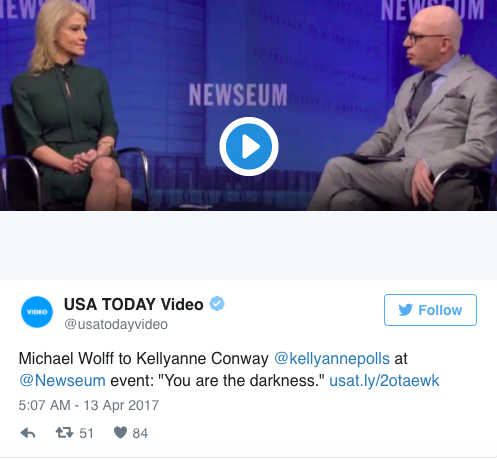 NEWSEUM
NEWSEUM
VIDEO
USA TODAY Video
@usatodayvideo
Follow
Michael Wolff to Kellyanne Conway @kellyannepolls at
@Newseum event: "You are the darkness." usat.ly/2otaewk
5:07 AM - 13 Apr 2017
51 84